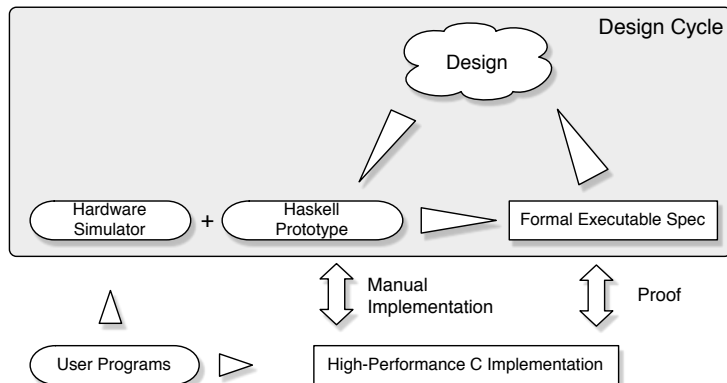 Design Cycle
Design
Hardware
Simulator
+
Haskell
Prototype
Formal Executable Spec
Manual
Implementation
Proof
User Programs
High-Performance C Implementation